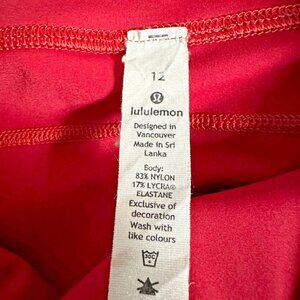 12
lululemon
Designed in
Vancouver
Made in Sri
Lanka
Body:
83% NYLON
17% LYCRA®
ELASTANE
Exclusive of
decoration
Wash with
like colours
30C